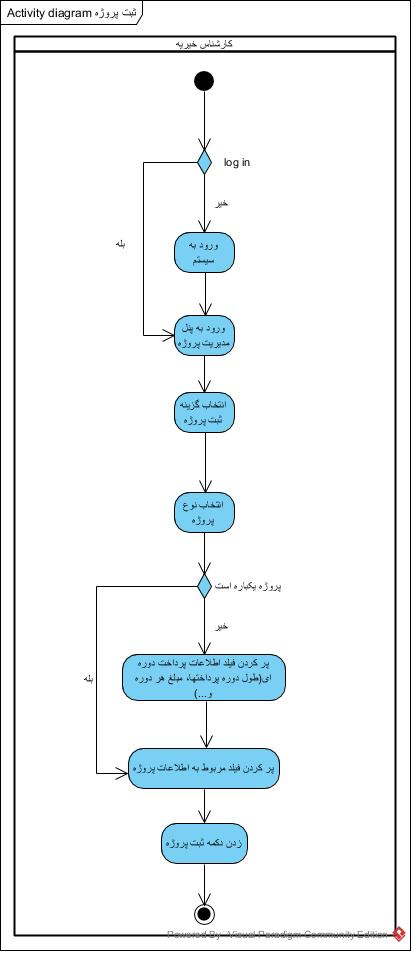 Activity diagram ثبت پروژه
کارشناس خیریه
log in
خیر
بله
ورود به
سیستم
ورود به پنل
مدیریت پروژه
انتخاب گزینه
ثبت پروژه
انتخاب نوع
پروژه
پروژه یکباره است
خیر
بله
پر کردن فیلد اطلاعات پرداخت دوره
ای(طول دوره پرداختها، مبلغ هر دوره
و...)
پر کردن فیلد مربوط به اطلاعات پروژه
زدن دکمه ثبت پروژه
Powered By: Visual Paradigm Community Edition